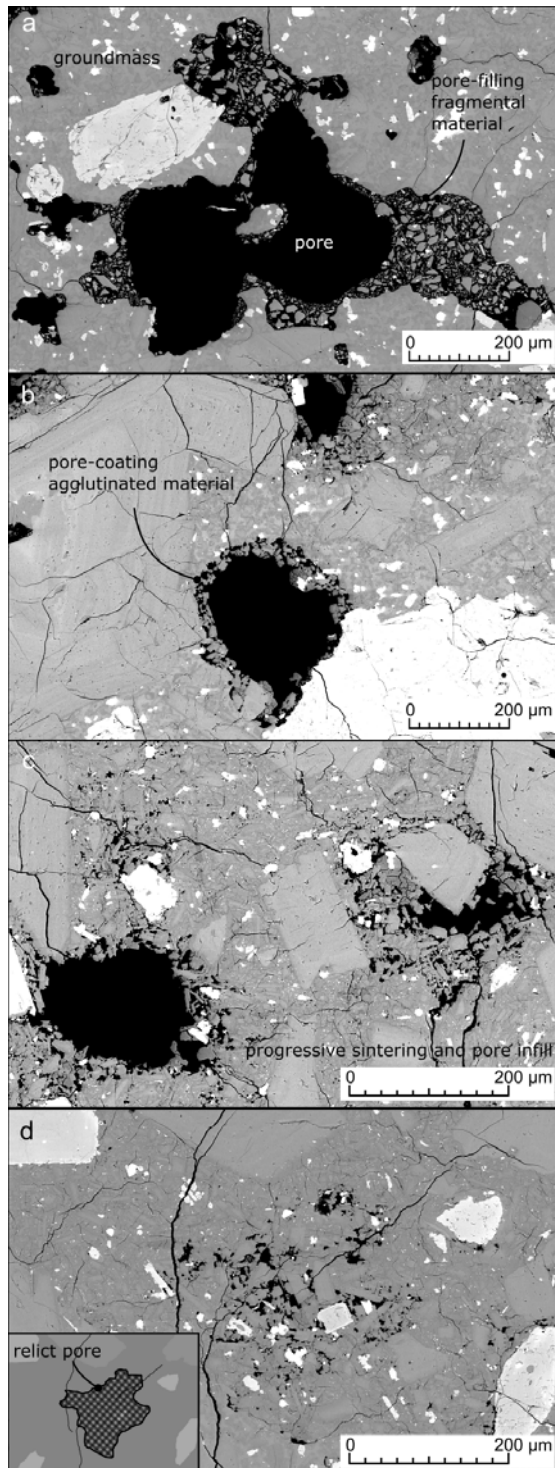 a
groundmass
pore-filling
fragmental
material
pore
0 200 µm
b
pore-coating
agglutinated material
0 200 µm
c
progressive sintering and pore infill
0 200 µm
d
relict pore
0 200 µm